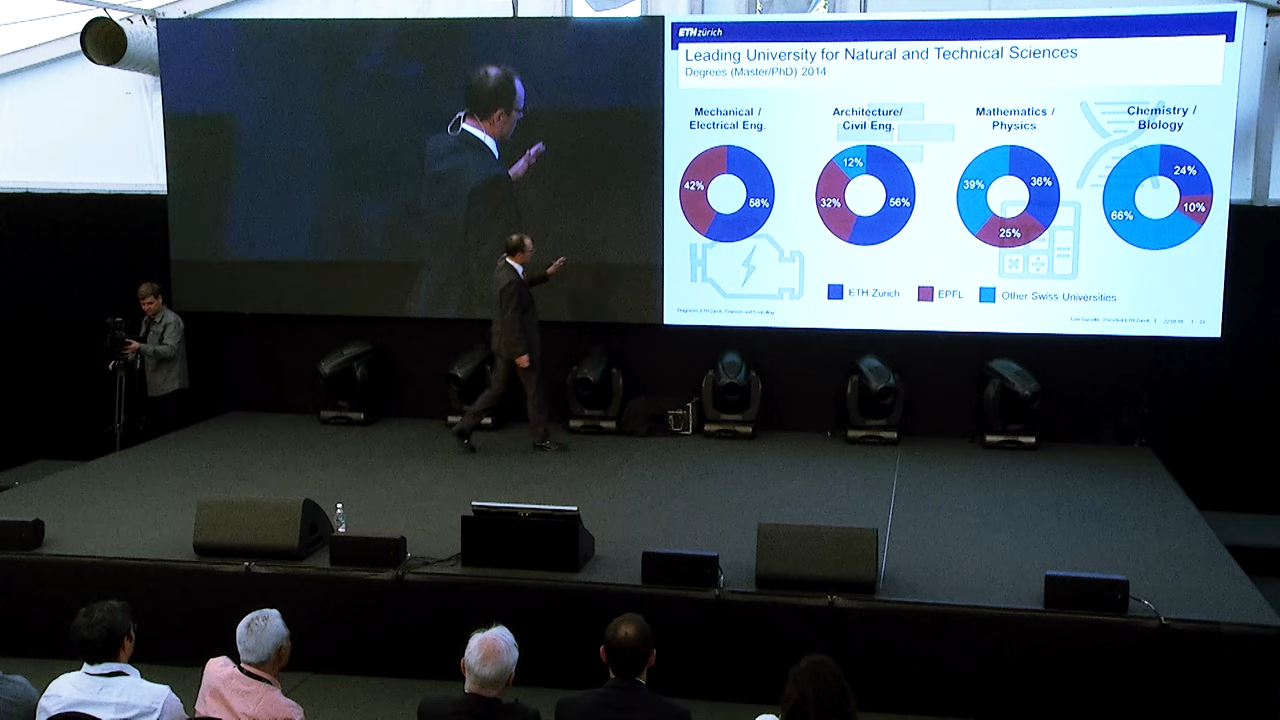 ETH zürich
Leading University for Natural and Technical Sciences
Degrees (Master/PhD) 2014
Mechanical /
Electrical Eng.
42%
58%
Architecture/
Civil Eng.
12%
32%
56%
Mathematics /
Physics
39%
36%
25%
Chemistry /
Biology
24%
10%
66%
ETH Zurich
EPFL
Other Swiss Universities